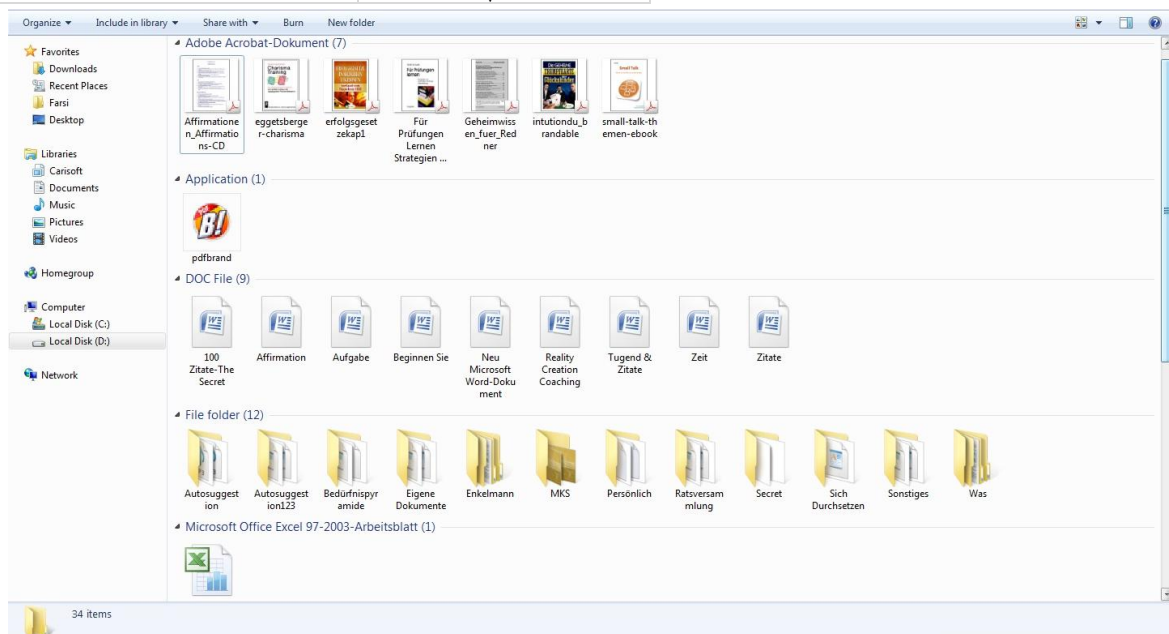 Organize Include in library Share with Burn New folder
Favorites
Downloads
Recent Places
Farsi
Desktop
Libraries
Carisoft
Documents
Music
Pictures
Videos
Homegroup
Computer
Local Disk (C:)
Local Disk (D:)
Network
Adobe Acrobat-Dokument (7)
Affirmatione
n_Affirmatio
ns-CD
eggetsberge
r-charisma
erfolgsgeset
zekap1
Für
Prüfungen
Lernen
Strategien ...
Geheimwiss
en_fuer_Red
ner
intutiondu_b
randable
small-talk-th
emen-ebook
Application (1)
B!
pdfbrand
DOC File (9)
100
Zitate-The
Secret
Affirmation
Aufgabe
Beginnen Sie
Neu
Microsoft
Word-Doku
ment
Reality
Creation
Coaching
Tugend &
Zitate
Zeit
Zitate
File folder (12)
Autosuggest
ion
Autosuggest
ion123
Bedürfnispyr
amide
Eigene
Dokumente
Enkelmann
MKS
Persönlich
Ratsversam
mlung
Secret
Sich
Durchsetzen
Sonstiges
Was
Microsoft Office Excel 97-2003-Arbeitsblatt (1)
34 items